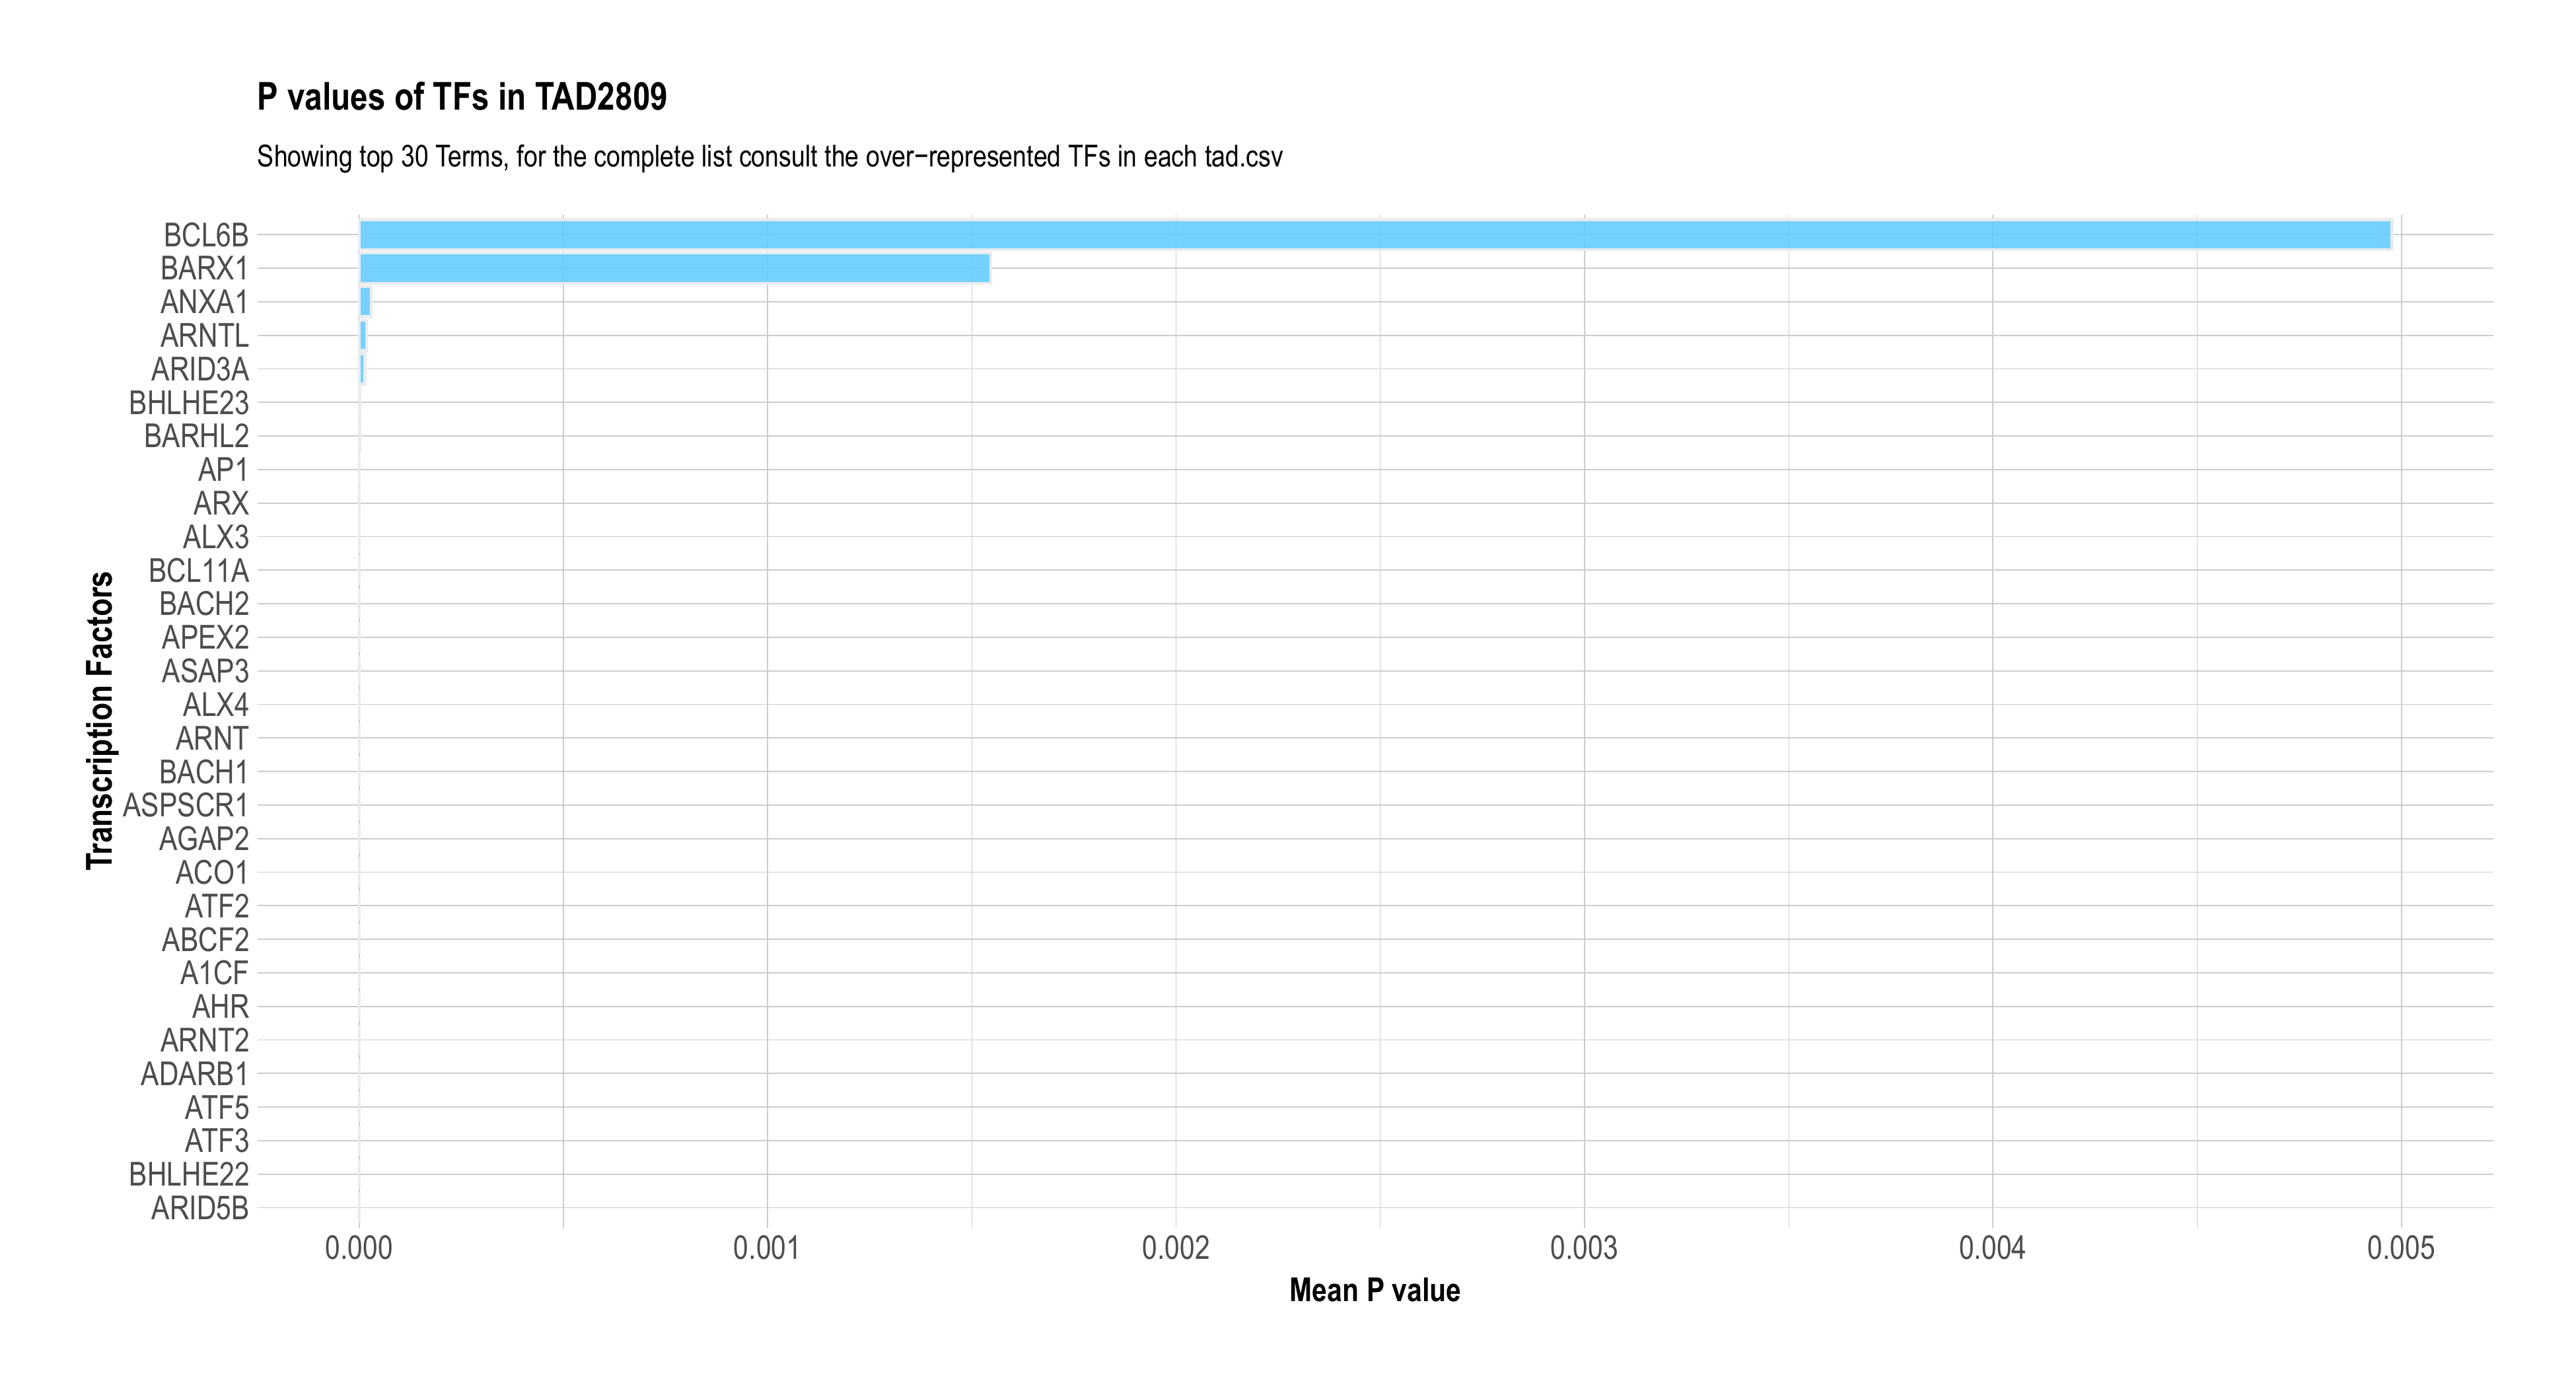 P values of TFs in TAD2809
Showing top 30 Terms, for the complete list consult the over−represented TFs in each tad.csv
Transcription Factors
BCL6B
BARX1
ANXA1
ARNTL
ARID3A
BHLHE23
BARHL2
AP1
ARX
ALX3
BCL11A
BACH2
APEX2
ASAP3
ALX4
ARNT
BACH1
ASPSCR1
AGAP2
ACO1
ATF2
ABCF2
A1CF
AHR
ARNT2
ADARB1
ATF5
ATF3
BHLHE22
ARID5B
0.000 0.001 0.002 0.003 0.004 0.005
Mean P value